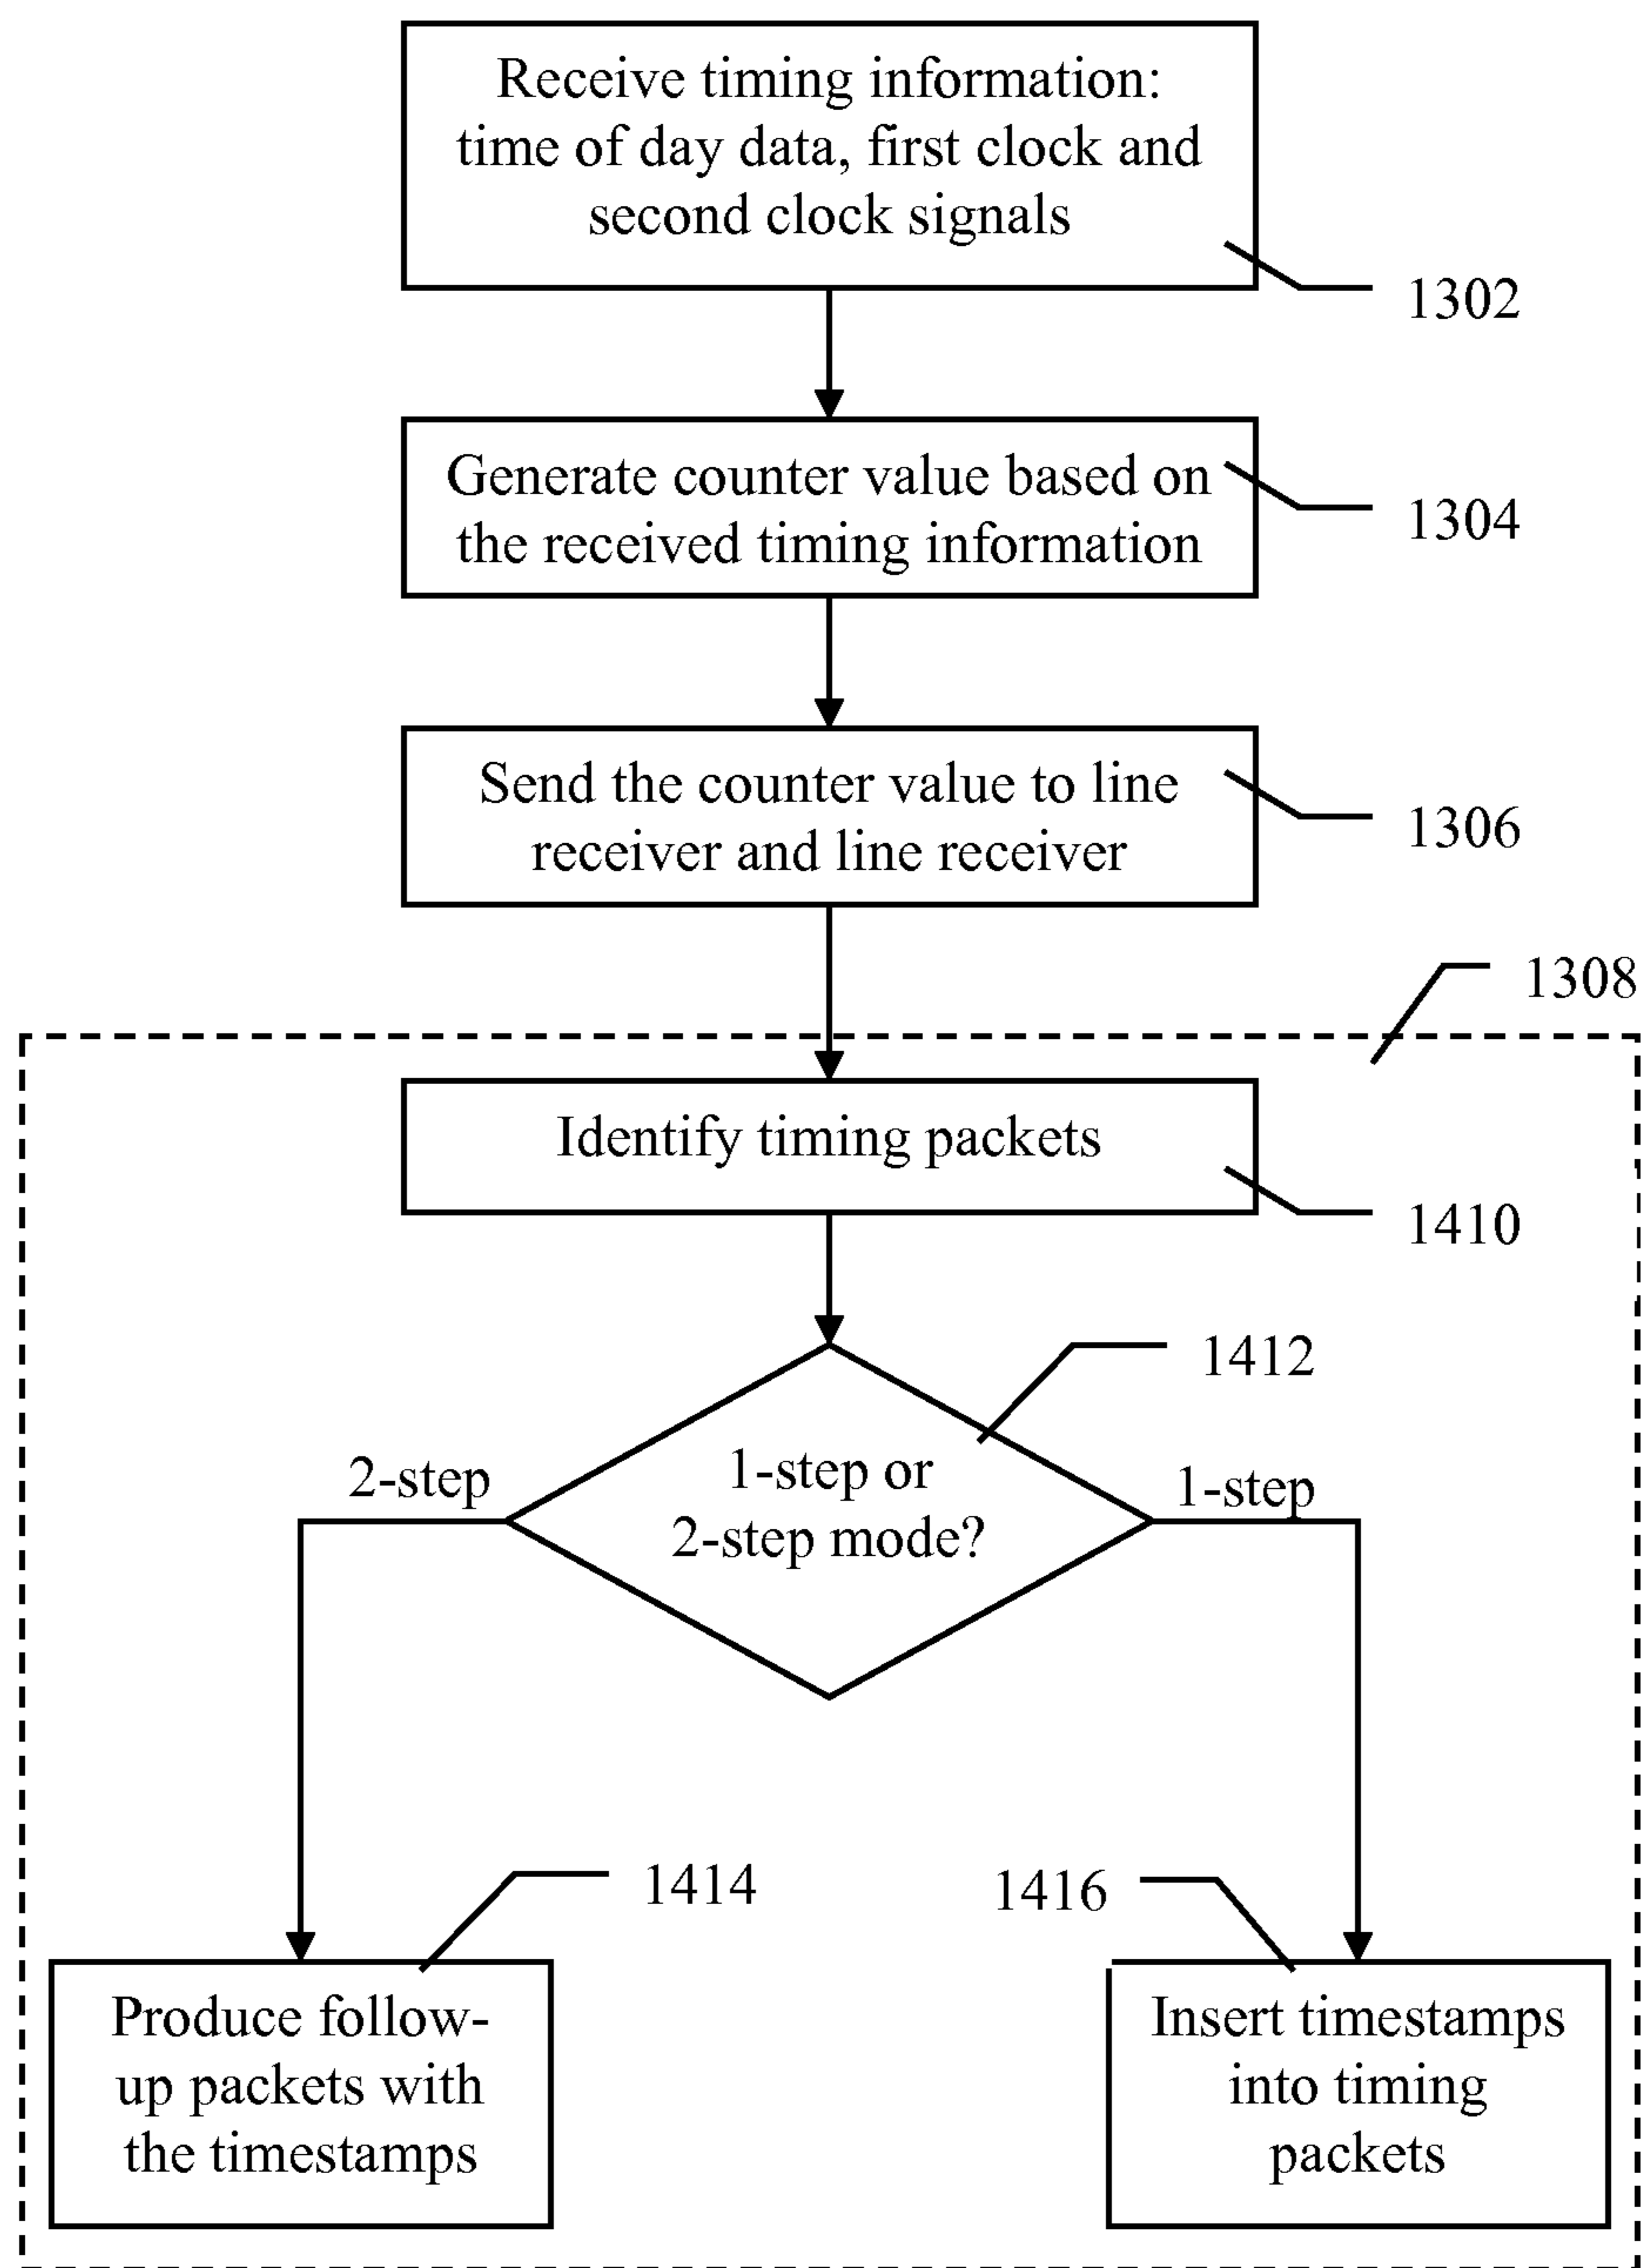 Receive timing information:
time of day data, first clock and
second clock signals
1302
Generate counter value based on
the received timing information
1304
Send the counter value to line
receiver and line receiver
1306
1308
Identify timing packets
1410
1412
1-step or
2-step mode?
2-step
1-step
1414
1416
Produce follow-
up packets with
the timestamps
Insert timestamps
into timing
packets